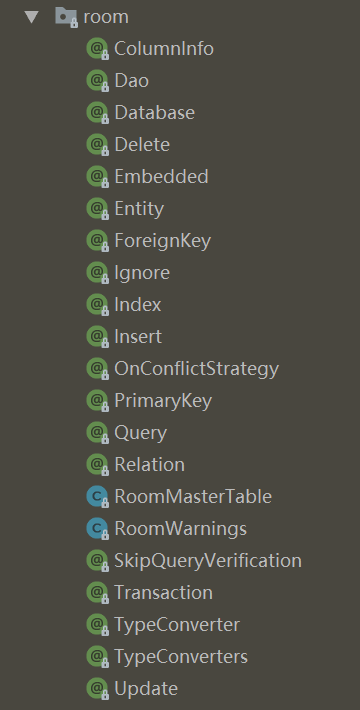 room
@ ColumnInfo
@ Dao
@ Database
@ Delete
@ Embedded
@ Entity
@ ForeignKey
@ Ignore
@ Index
@ Insert
@ OnConflictStrategy
@ PrimaryKey
@ Query
@ Relation
C RoomMasterTable
C RoomWarnings
@ SkipQueryVerification
@ Transaction
@ TypeConverter
@ TypeConverters
@ Update